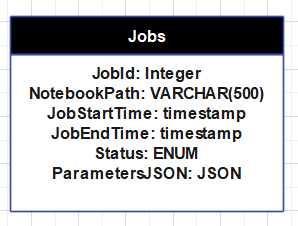 Jobs
JobId: Integer
NotebookPath: VARCHAR(500)
JobStartTime: timestamp
JobEndTime: timestamp
Status: ENUM
ParametersJSON: JSON